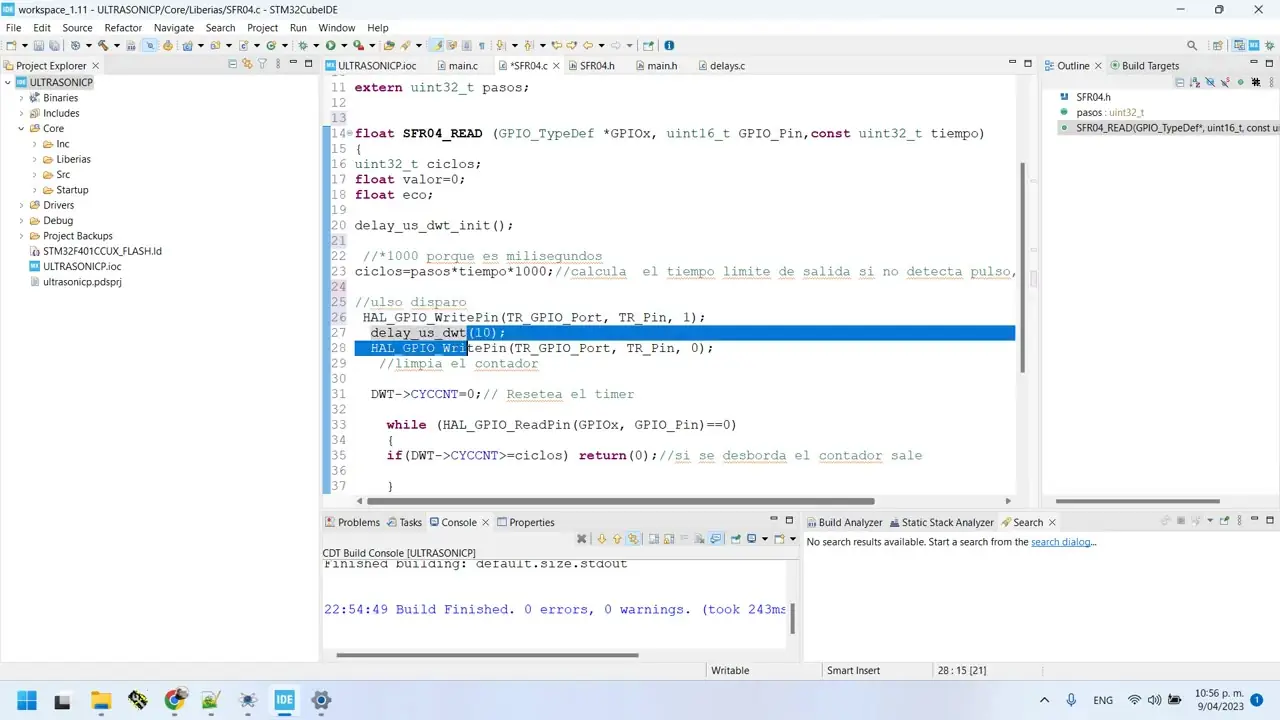 workspace_1.11 - ULTRASONICP/Core/Liberias/SFR04.c - STM32CubeIDE
File Edit Source Refactor Navigate Search Project Run Window Help
Project Explorer
ULTRASONICP
Binaries
Includes
Core
Inc
Liberias
Src
Startup
Drivers
Debug
Project Backups
STM32F401CCUX_FLASH.ld
ULTRASONICP.ioc
ultrasonicp.pdsprj
ULTRASONICP.ioc main.c *SFR04.c SFR04.h main.h delays.c
11 extern uint32_t pasos;
12
13
14 float SFR04_READ (GPIO_TypeDef *GPIOx, uint16_t GPIO_Pin,const uint32_t tiempo)
15 {
16 uint32_t ciclos;
17 float valor=0;
18 float eco;
19
20 delay_us_dwt_init();
21
22 //*1000 porque es milisegundos
23 ciclos=pasos*tiempo*1000;//calcula el tiempo limite de salida si no detecta pulso,
24
25 //ulso disparo
26 HAL_GPIO_WritePin(TR_GPIO_Port, TR_Pin, 1);
27 delay_us_dwt(10);
28 HAL_GPIO_WritePin(TR_GPIO_Port, TR_Pin, 0);
29 //limpia el contador
30
31 DWT->CYCCNT=0;// Resetea el timer
32
33 while (HAL_GPIO_ReadPin(GPIOx, GPIO_Pin)==0)
34 {
35 if(DWT->CYCCNT>=ciclos) return(0);//si se desborda el contador sale
36
37 }
Outline Build Targets
SFR04.h
pasos : uint32_t
SFR04_READ(GPIO_TypeDef*, uint16_t, const u
Problems Tasks Console Properties
CDT Build Console [ULTRASONICP]
Finished building: default.size.stdout
22:54:49 Build Finished. 0 errors, 0 warnings. (took 243ms
Build Analyzer Static Stack Analyzer Search
No search results available. Start a search from the search dialog...
Writable Smart Insert 28 : 15 [21]
IDE
ENG
10:56 p. m.
9/04/2023
1